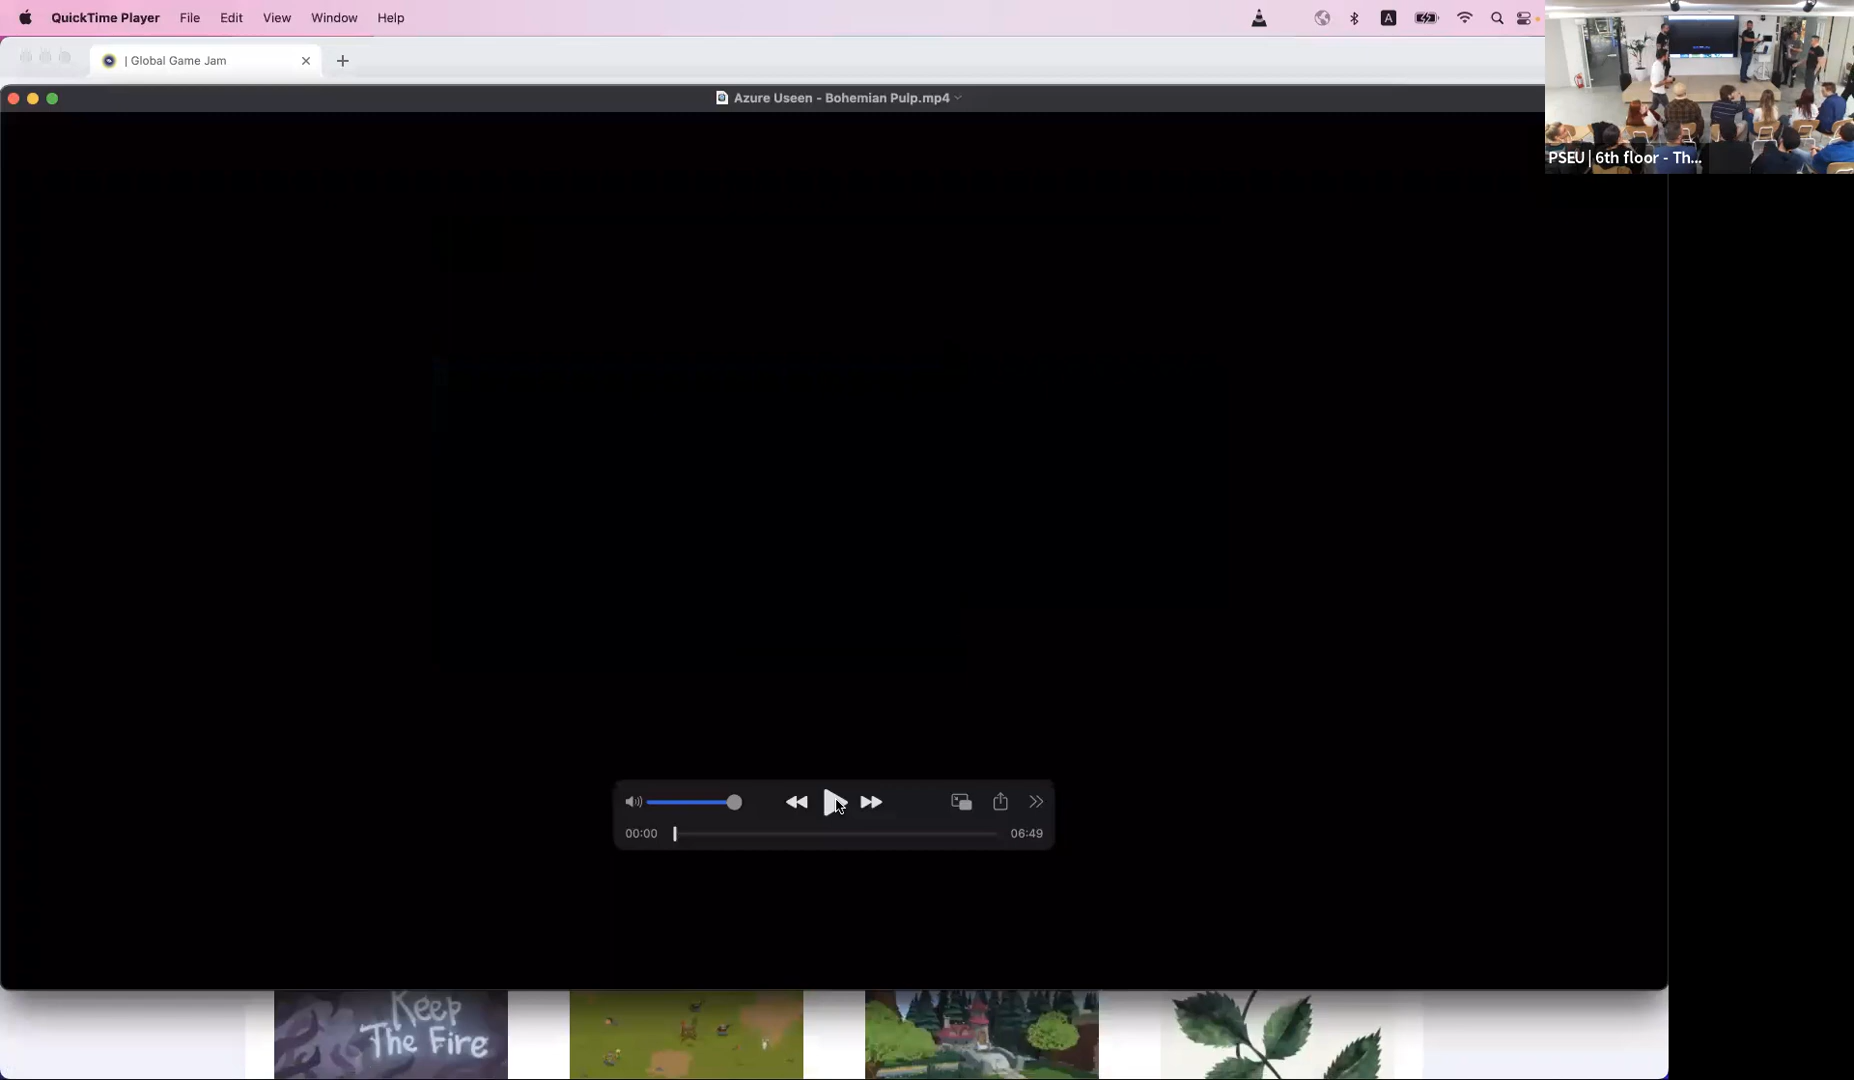 QuickTime Player File Edit View Window Help A
| Global Game Jam
Azure Useen - Bohemian Pulp.mp4
PSEU | 6th floor - Th...
00:00 06:49
Keep
The Fire